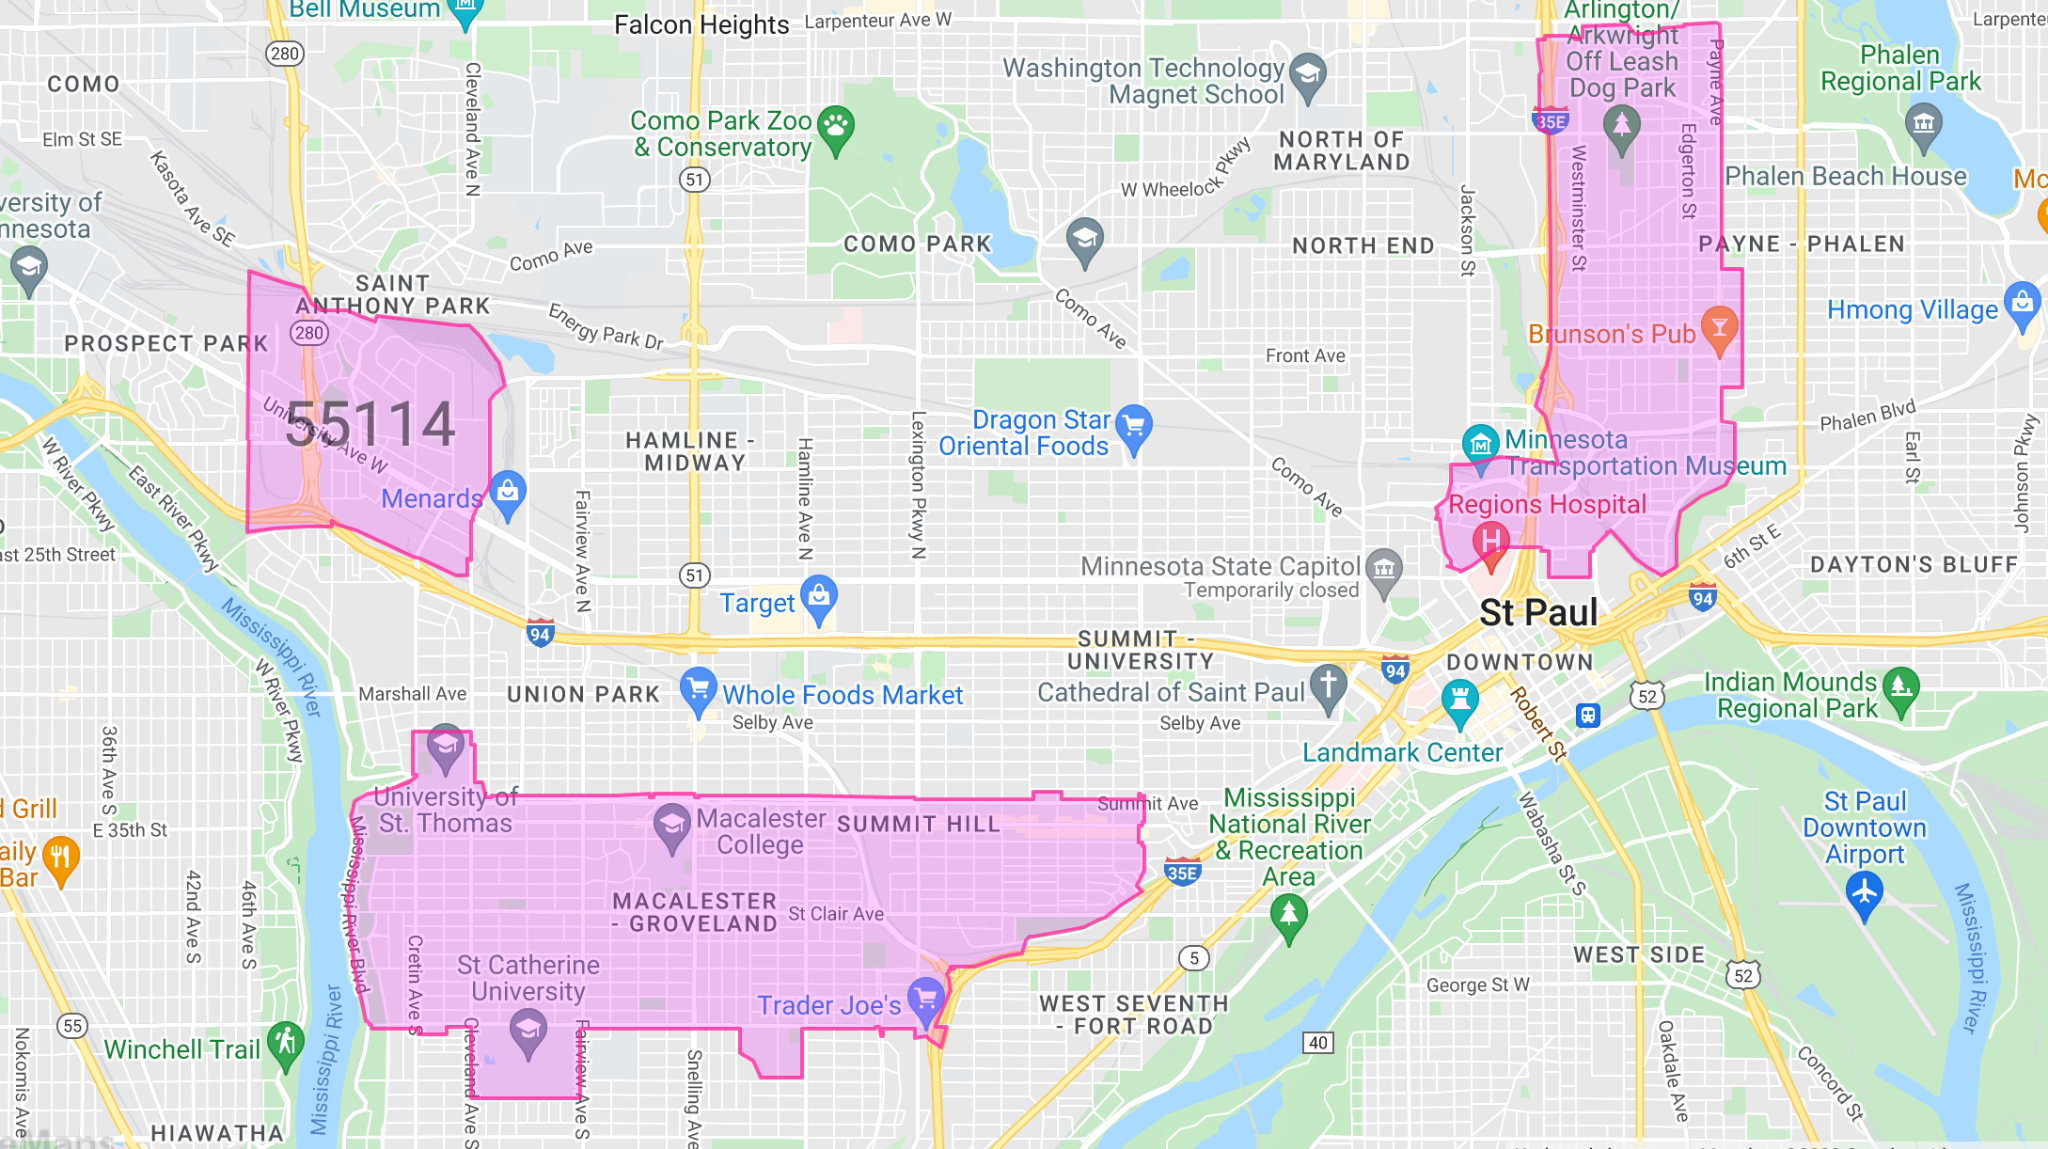 Bell Museum
Falcon Heights
Larpenteur Ave W
Arlington/
Arkwright
Off Leash
Dog Park
Payne Ave
Larpente
280
COMO
Cleveland Ave N
Washington Technology
Magnet School
Phalen
Regional Park
Elm St SE
Kasota Ave SE
Como Park Zoo
& Conservatory
51
NORTH OF
MARYLAND
35E
Edgerton St
Westminster St
W Wheelock Pkwy
Phalen Beach House
Mc
versity of
nnesota
Jackson St
Como Ave
COMO PARK
NORTH END
PAYNE - PHALEN
SAINT
ANTHONY PARK
Energy Park Dr
Como Ave
Hmong Village
280
PROSPECT PARK
Front Ave
Brunson's Pub
55114
University Ave W
W River Pkwy
East River Pkwy
HAMLINE -
MIDWAY
Hamline Ave N
Lexington Pkwy N
Dragon Star
Oriental Foods
Minnesota
Transportation Museum
Phalen Blvd
Earl St
Johnson Pkwy
Menards
Fairview Ave N
Como Ave
Regions Hospital
H
ast 25th Street
51
Minnesota State Capitol
Temporarily closed
6th St E
DAYTON'S BLUFF
Target
94
St Paul
94
Mississippi River
W River Pkwy
94
SUMMIT -
UNIVERSITY
DOWNTOWN
Marshall Ave
UNION PARK
Whole Foods Market
Selby Ave
Cathedral of Saint Paul
Selby Ave
52
Robert St
Indian Mounds
Regional Park
36th Ave S
Landmark Center
University of
St. Thomas
Macalester
College
SUMMIT HILL
Summit Ave
Mississippi
National River
& Recreation
Area
Wabasha St S
St Paul
Downtown
Airport
d Grill
E 35th St
aily
Bar
42nd Ave S
46th Ave S
Mississippi River Blvd
35E
MACALESTER
- GROVELAND
St Clair Ave
Cretin Ave S
St Catherine
University
Mississippi River
5
WEST SIDE
52
George St W
Trader Joe's
WEST SEVENTH
- FORT ROAD
55
Nokomis Ave
Winchell Trail
Mississippi River
Cleveland Ave S
Fairview Ave S
Snelling Ave
40
Oakdale Ave
Concord St
HIAWATHA